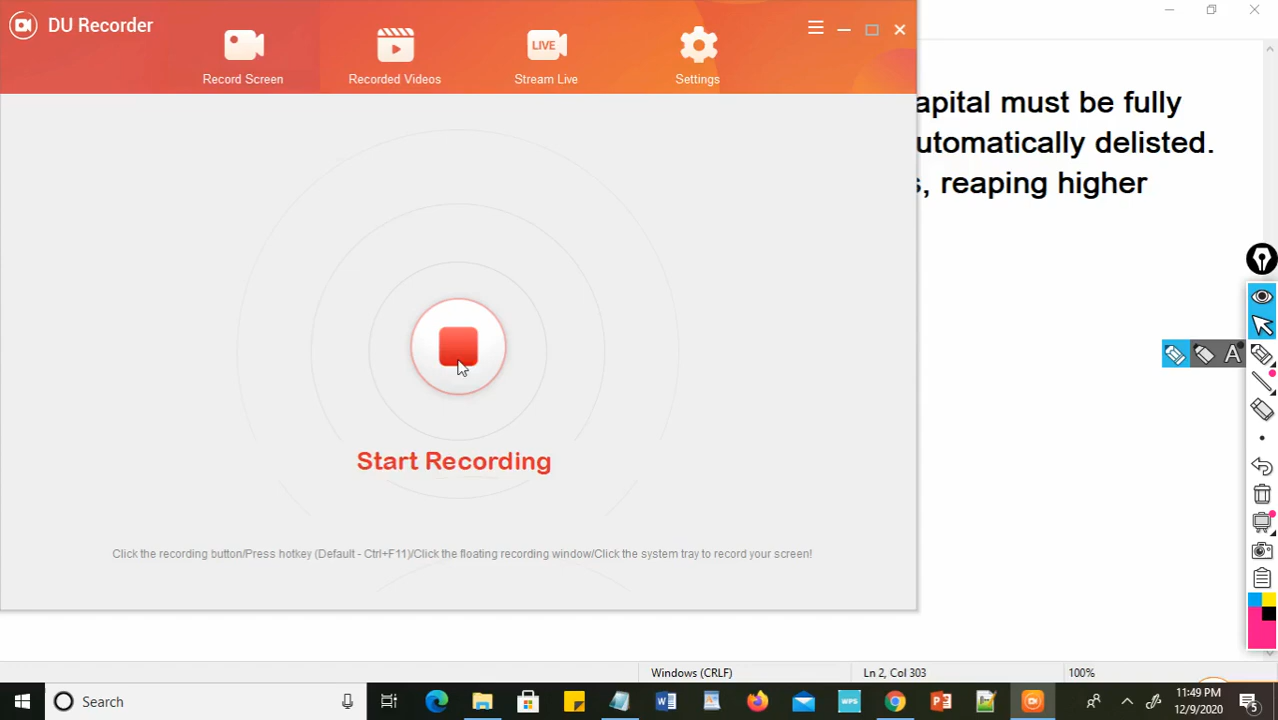 DU Recorder
LIVE
Record Screen
Recorded Videos
Stream Live
Settings
apital must be fully
utomatically delisted.
s, reaping higher
A
Start Recording
Click the recording button/Press hotkey (Default - Ctrl+F11)/Click the floating recording window/Click the system tray to record your screen!
Windows (CRLF)
Ln 2, Col 303
100%
Search
WPS
11:49 PM
12/9/2020
5